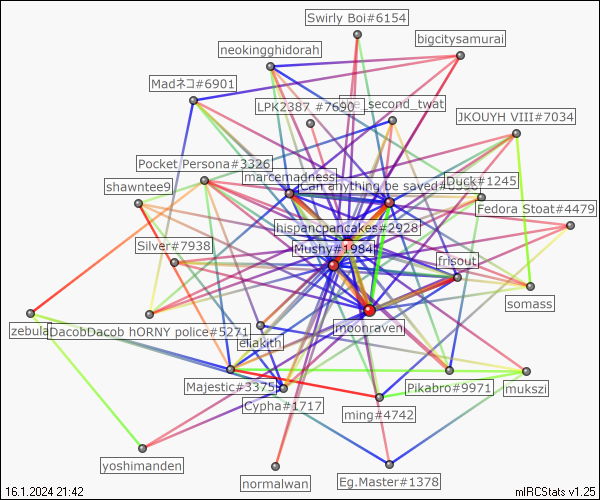 Swirly Boi#6154
bigcitysamurai
neokingghidorah
Madネコ#6901
LPK2387 #7690
_second_twat
JKOUYH VIII#7034
Pocket Persona#3326
marcemadness
Can anything be saved#
Duck#1245
shawntee9
Fedora Stoat#4479
hispancpancakes#2928
Mushy#1984
Silver#7938
frisout
somass
zebula
DacobDacob hORNY police#5271
moonraven
eliakith
Majestic#3375
Cypha#1717
Pikabro#9971
mukszi
ming#4742
yoshimanden
normalwan
Eg.Master#1378
16.1.2024 21:42
mIRCStats v1.25